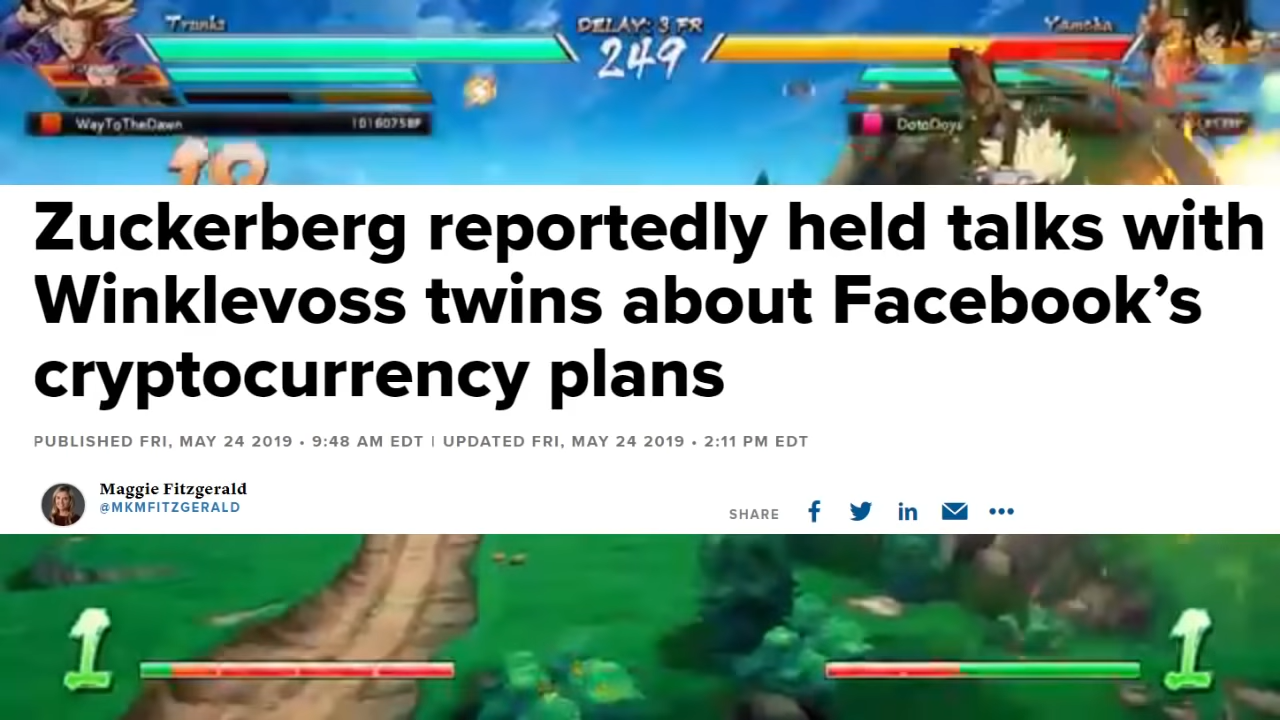 Trunks
DELAY: 3 FR
Yamcha
249
WayToTheDawn
DotoDoya
Zuckerberg reportedly held talks with
Winklevoss twins about Facebook’s
cryptocurrency plans
PUBLISHED FRI, MAY 24 2019 • 9:48 AM EDT | UPDATED FRI, MAY 24 2019 • 2:11 PM EDT
Maggie Fitzgerald
@MKMFITZGERALD
SHARE
1
1